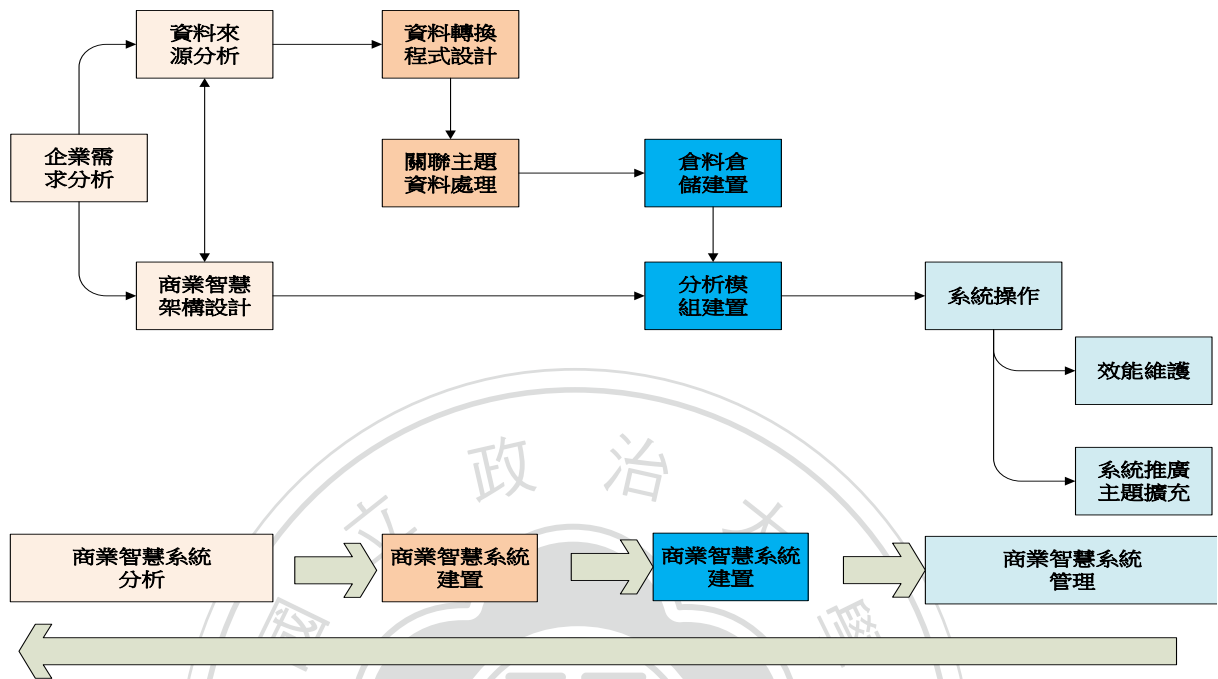 資料來
源分析
資料轉換
程式設計
企業需
求分析
關聯主題
資料處理
倉料倉
儲建置
商業智慧
架構設計
分析模
組建置
系統操作
效能維護
系統推廣
主題擴充
商業智慧系統
分析
商業智慧系統
建置
商業智慧系統
建置
商業智慧系統
管理
國立政治大學